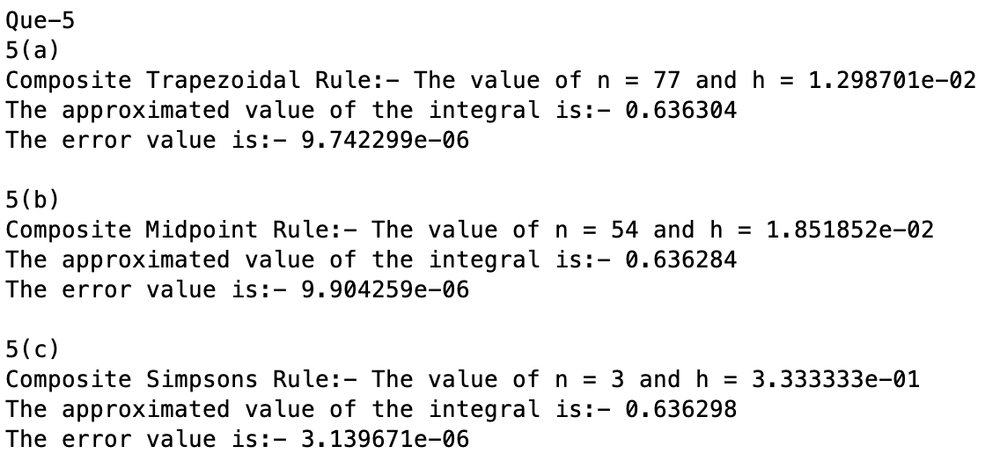 Que-5
5(a)
Composite Trapezoidal Rule:- The value of n = 77 and h = 1.298701e-02
The approximated value of the integral is:- 0.636304
The error value is:- 9.742299e-06
5(b)
Composite Midpoint Rule:- The value of n = 54 and h = 1.851852e-02
The approximated value of the integral is:- 0.636284
The error value is:- 9.904259e-06
5(c)
Composite Simpsons Rule:- The value of n = 3 and h = 3.333333e-01
The approximated value of the integral is:- 0.636298
The error value is:- 3.139671e-06